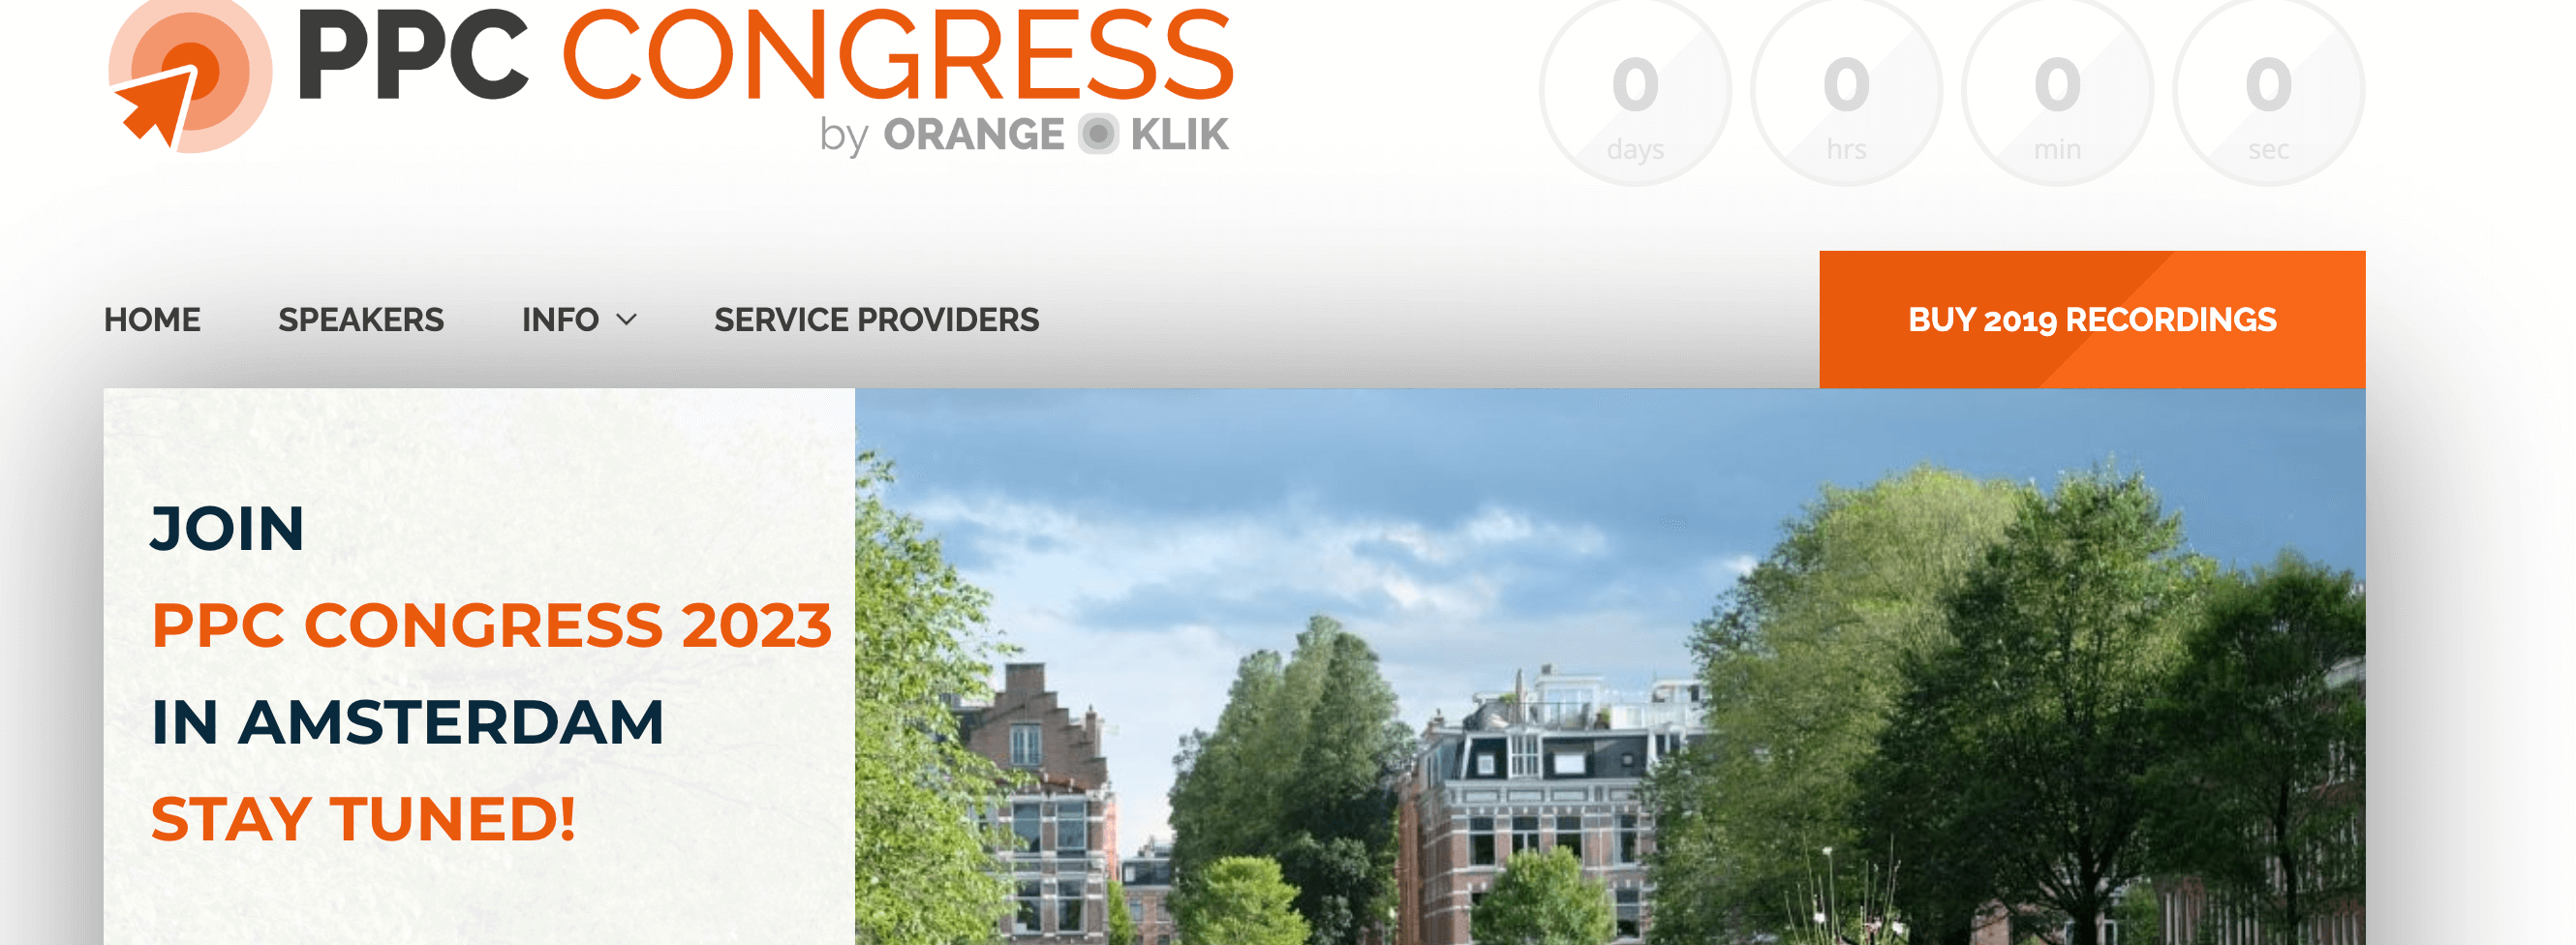 PPC CONGRESS
by ORANGE KLIK
0 0 0 0
days hrs min sec
HOME SPEAKERS INFO SERVICE PROVIDERS BUY 2019 RECORDINGS
JOIN
PPC CONGRESS 2023
IN AMSTERDAM
STAY TUNED!